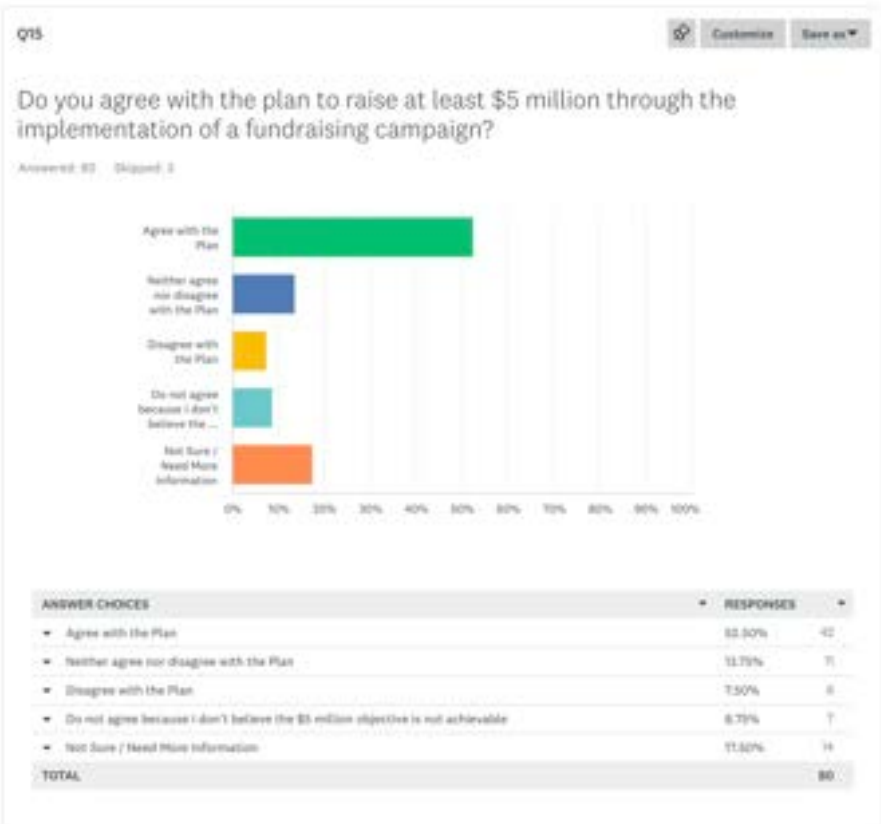 Q15
Customize
Save as
Do you agree with the plan to raise at least $5 million through the
implementation of a fundraising campaign?
Answered: 80 Skipped: 3
Agree with the
Plan
Neither agree
nor disagree
with the Plan
Disagree with
the Plan
Do not agree
because I don't
believe the ...
Not Sure /
Need More
Information
0% 10% 20% 30% 40% 50% 60% 70% 80% 90% 100%
ANSWER CHOICES RESPONSES
Agree with the Plan 52.50% 42
Neither agree nor disagree with the Plan 13.75% 11
Disagree with the Plan 7.50% 6
Do not agree because I don't believe the $5 million objective is not achievable 8.75% 7
Not Sure / Need More Information 17.50% 14
TOTAL 80